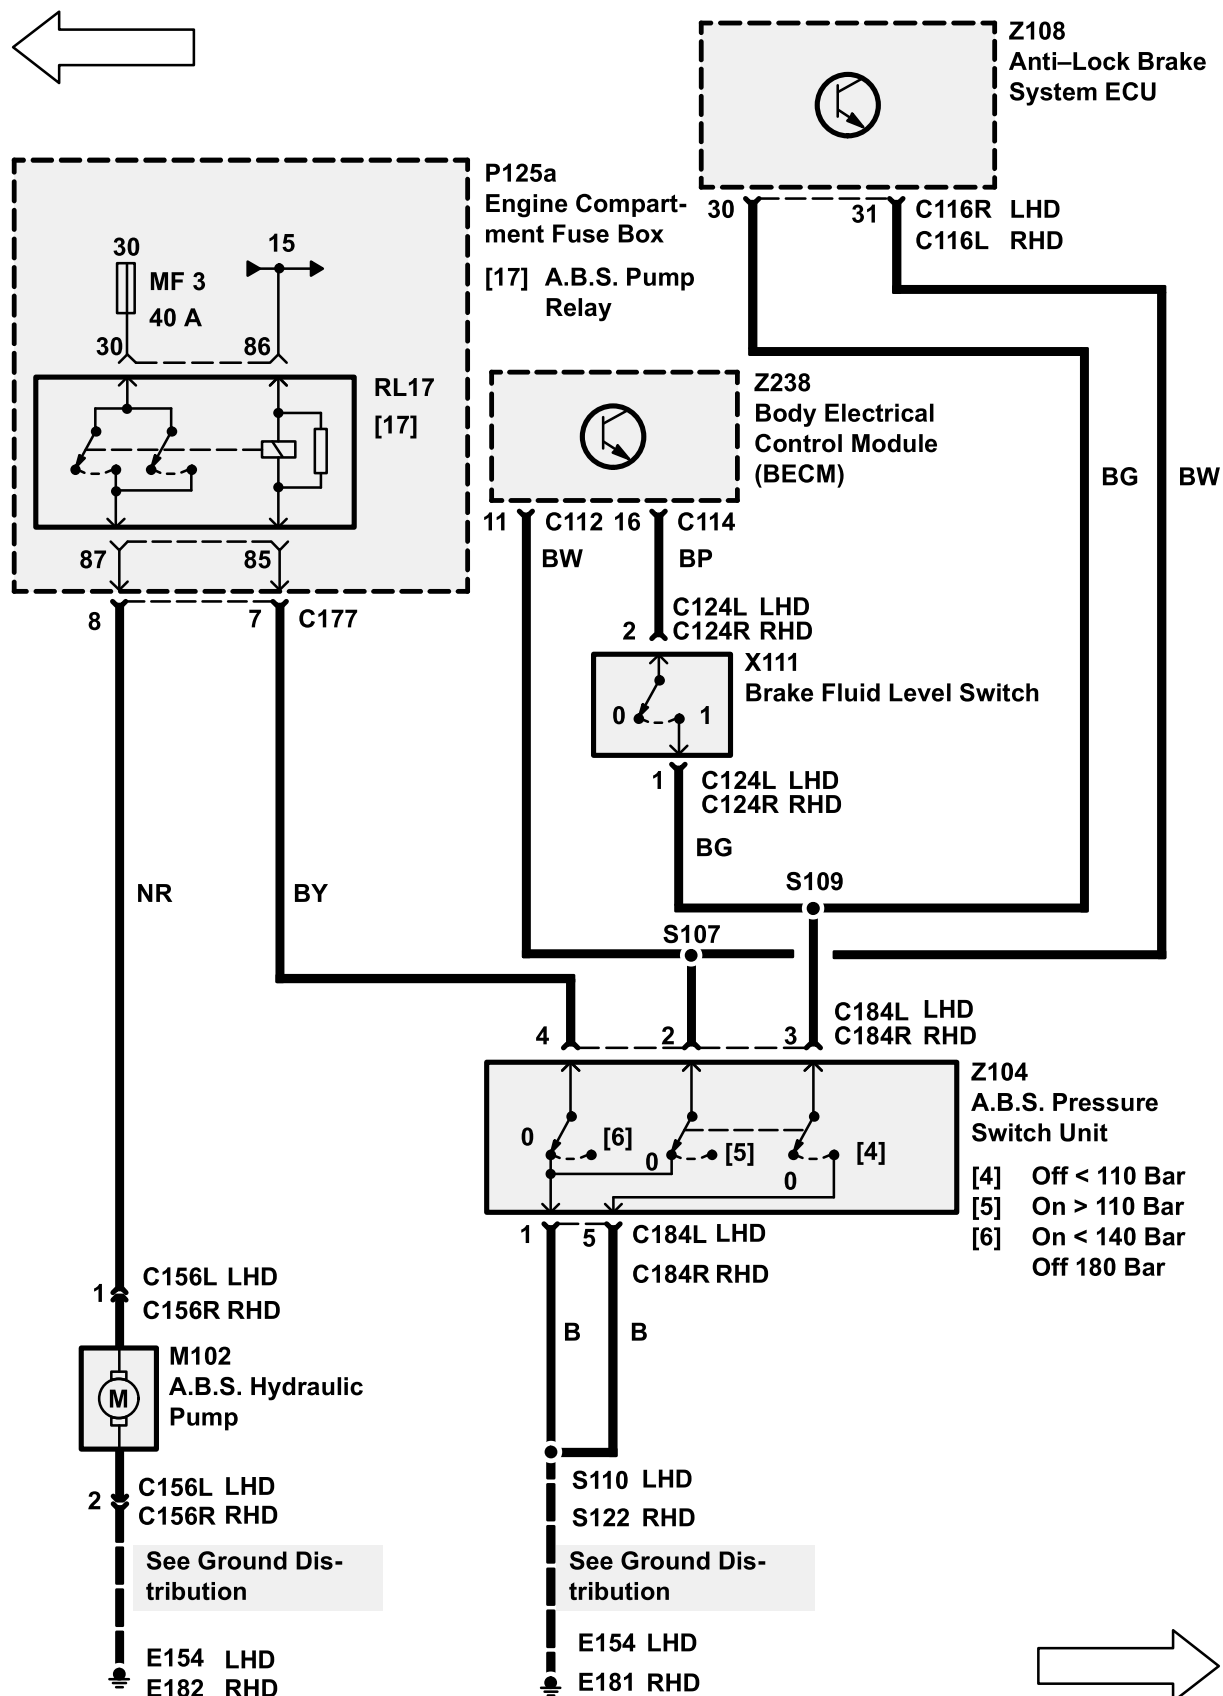 Z108
Anti–Lock Brake
System ECU
30
31
C116R LHD
C116L RHD
P125a
Engine Compart-
ment Fuse Box
[17] A.B.S. Pump
Relay
30
15
MF 3
40 A
30
86
RL17
[17]
87
85
8
7
C177
Z238
Body Electrical
Control Module
(BECM)
BG
BW
11
C112
16
C114
BW
BP
C124L LHD
2
C124R RHD
X111
Brake Fluid Level Switch
0
1
1
C124L LHD
C124R RHD
BG
NR
BY
S109
S107
C184L LHD
4
2
3
C184R RHD
Z104
A.B.S. Pressure
Switch Unit
0
[6]
0
[5]
0
[4]
[4] Off < 110 Bar
[5] On > 110 Bar
[6] On < 140 Bar
Off 180 Bar
1
5
C184L LHD
C184R RHD
B
B
1
C156L LHD
C156R RHD
M102
A.B.S. Hydraulic
Pump
M
2
C156L LHD
C156R RHD
S110 LHD
S122 RHD
See Ground Dis-
tribution
See Ground Dis-
tribution
E154 LHD
E182 RHD
E154 LHD
E181 RHD